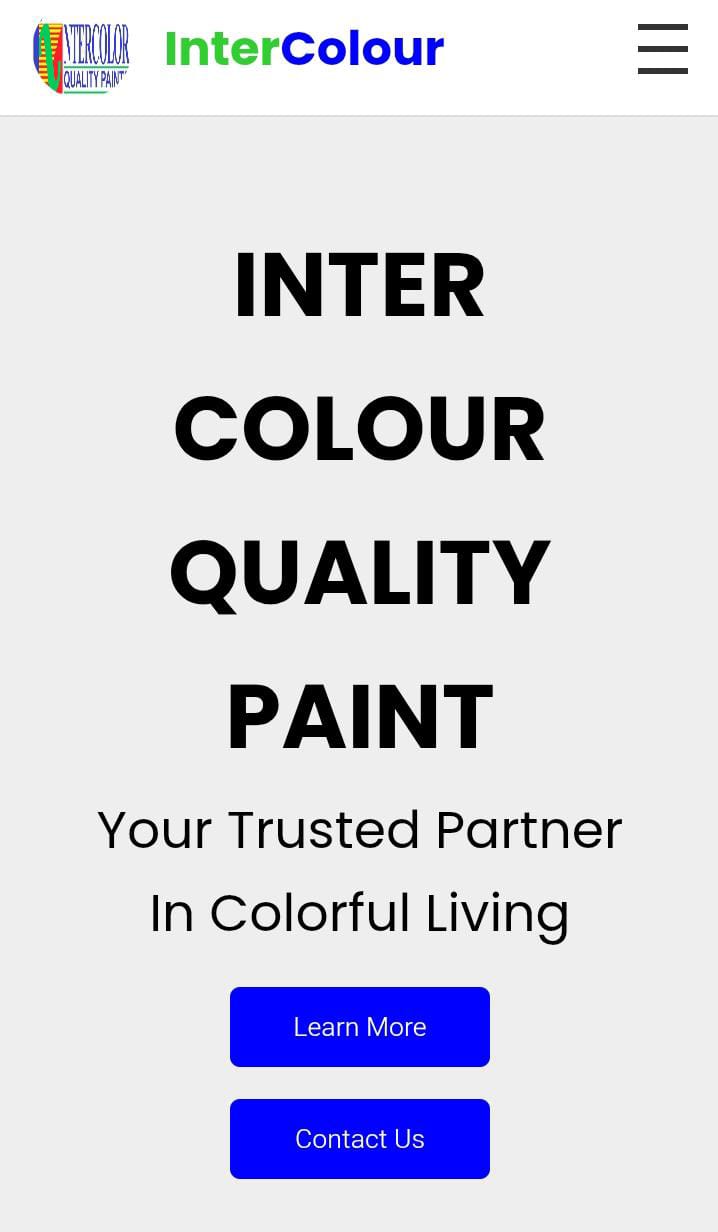 NTERCOLOR
QUALITY PAINT
InterColour
INTER
COLOUR
QUALITY
PAINT
Your Trusted Partner
In Colorful Living
Learn More
Contact Us